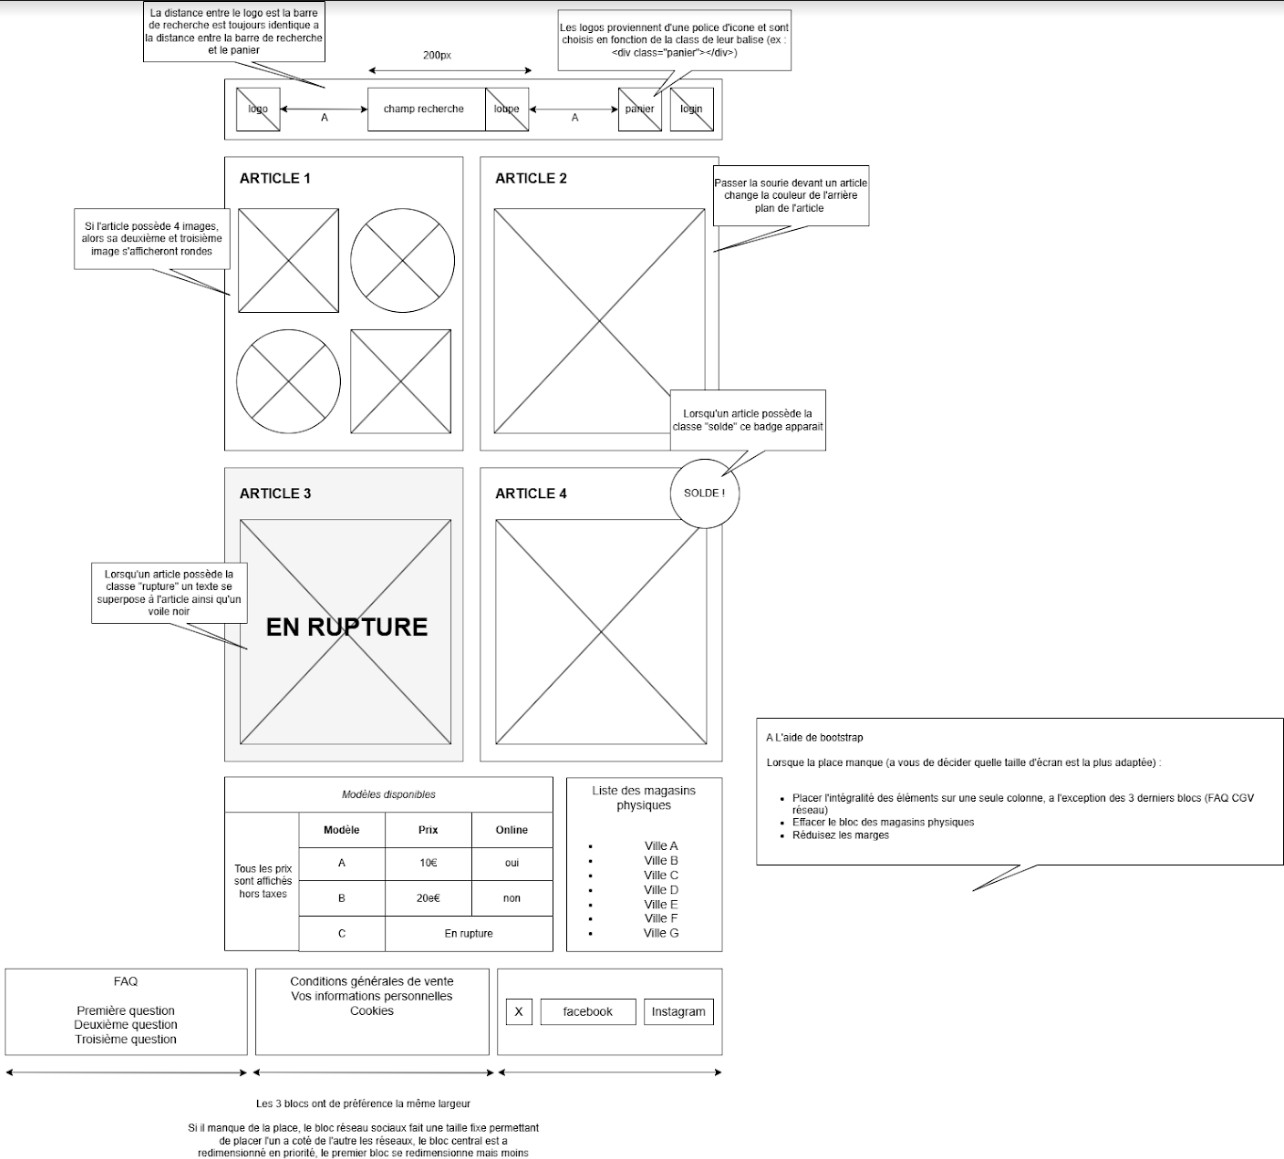 La distance entre le logo est la barre
de recherche est toujours identique a
la distance entre la barre de recherche
et le panier
Les logos proviennent d'une police d'icone et sont
choisis en fonction de la class de leur balise (ex :
<div class="panier"></div>)
200px
logo
A
champ recherche
loupe
A
panier
login
ARTICLE 1
ARTICLE 2
Passer la sourie devant un article
change la couleur de l'arrière
plan de l'article
Si l'article possède 4 images,
alors sa deuxième et troisième
image s'afficheront rondes
Lorsqu'un article possède la
classe "solde" ce badge apparait
ARTICLE 3
ARTICLE 4
SOLDE !
Lorsqu'un article possède la
classe "rupture" un texte se
superpose à l'article ainsi qu'un
voile noir
EN RUPTURE
A L'aide de bootstrap
Lorsque la place manque (a vous de décider quelle taille d'écran est la plus adaptée) :
• Placer l'intégralité des éléments sur une seule colonne, a l'exception des 3 derniers blocs (FAQ CGV
réseau)
• Effacer le bloc des magasins physiques
• Réduisez les marges
Modèles disponibles
Tous les prix
sont affichés
hors taxes
Modèle Prix Online
A 10€ oui
B 20e€ non
C En rupture
Liste des magasins
physiques
• Ville A
• Ville B
• Ville C
• Ville D
• Ville E
• Ville F
• Ville G
FAQ
Première question
Deuxième question
Troisième question
Conditions générales de vente
Vos informations personnelles
Cookies
X
facebook
Instagram
Les 3 blocs ont de préférence la même largeur
Si il manque de la place, le bloc réseau sociaux fait une taille fixe permettant
de placer l'un a coté de l'autre les réseaux, le bloc central est a
redimensionné en priorité, le premier bloc se redimensionne mais moins